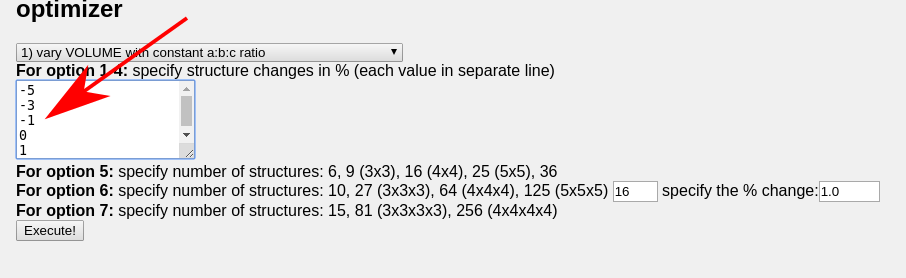 optimizer
1) vary VOLUME with constant a:b:c ratio
For option 1-4: specify structure changes in % (each value in separate line)
-5
-3
-1
0
1
For option 5: specify number of structures: 6, 9 (3x3), 16 (4x4), 25 (5x5), 36
For option 6: specify number of structures: 10, 27 (3x3x3), 64 (4x4x4), 125 (5x5x5) 16 specify the % change: 1.0
For option 7: specify number of structures: 15, 81 (3x3x3x3), 256 (4x4x4x4)
Execute!